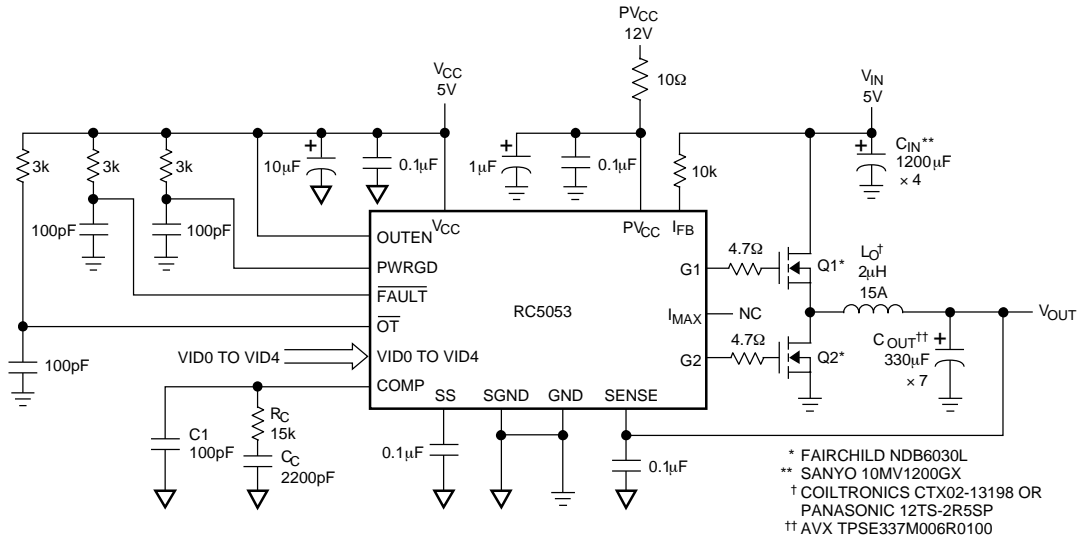 PVCC
12V
10Ω
VCC
5V
VIN
5V
3k
3k
3k
+
10µF
0.1µF
+
1µF
0.1µF
10k
+
CIN**
1200µF
× 4
100pF
100pF
VCC
PVCC
IFB
OUTEN
PWRGD
FAULT
OT
VID0 TO VID4
VID0 TO VID4
COMP
RC5053
G1
IMAX
G2
NC
4.7Ω
4.7Ω
Q1*
Q2*
LO†
2µH
15A
VOUT
COUT††
+
330µF
× 7
100pF
SS
SGND
GND
SENSE
C1
100pF
RC
15k
CC
2200pF
0.1µF
0.1µF
* FAIRCHILD NDB6030L
** SANYO 10MV1200GX
† COILTRONICS CTX02-13198 OR
PANASONIC 12TS-2R5SP
†† AVX TPSE337M006R0100